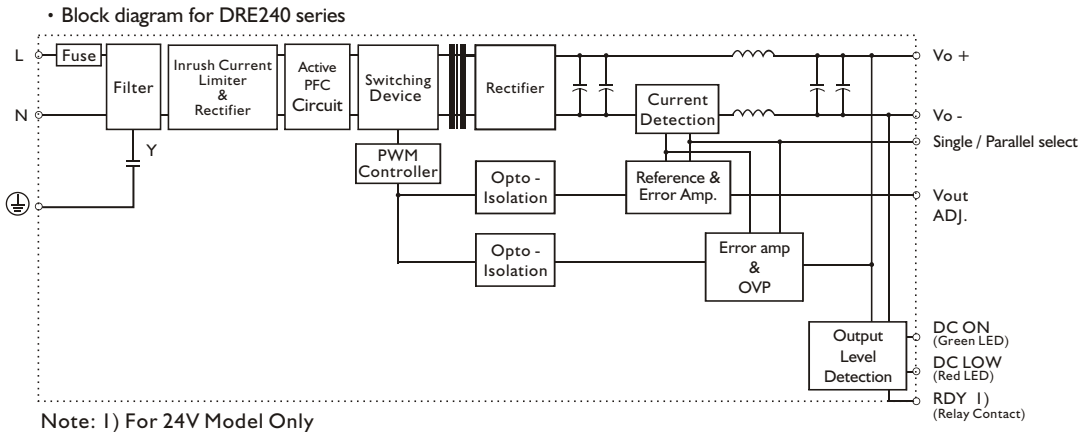 • Block diagram for DRE240 series
L
Fuse
Filter
Inrush Current
Limiter
&
Rectifier
Active
PFC
Circuit
Switching
Device
Rectifier
Current
Detection
Vo +
N
Vo -
Single / Parallel select
Y
PWM
Controller
Opto -
Isolation
Reference &
Error Amp.
Vout
ADJ.
Opto -
Isolation
Error amp
&
OVP
Output
Level
Detection
DC ON
(Green LED)
DC LOW
(Red LED)
RDY 1)
(Relay Contact)
Note: 1) For 24V Model Only